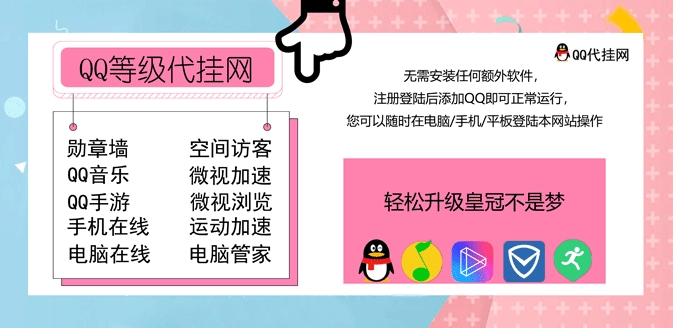 QQ等级代挂网
勋章墙 空间访客
QQ音乐 微视加速
QQ手游 微视浏览
手机在线 运动加速
电脑在线 电脑管家
QQ代挂网
无需安装任何额外软件，
注册登陆后添加QQ即可正常运行，
您可以随时在电脑/手机/平板登陆本网站操作
轻松升级皇冠不是梦